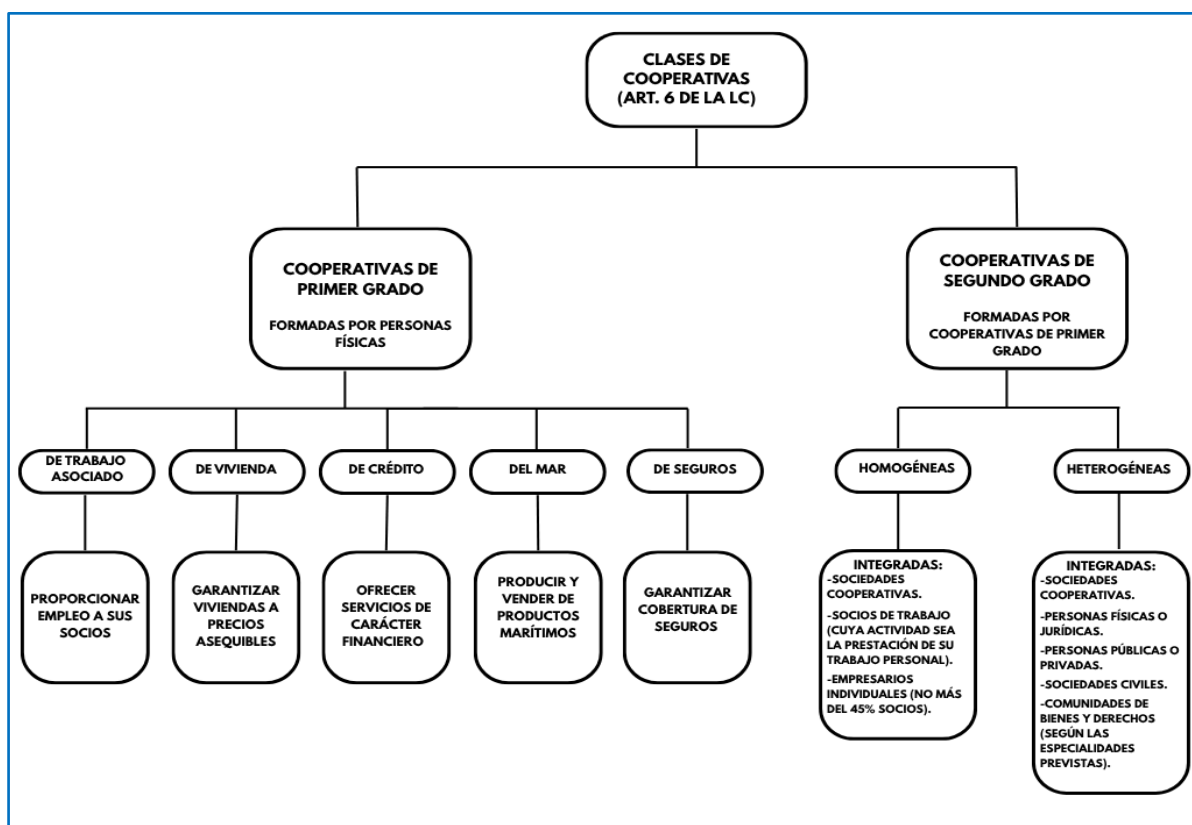 CLASES DE
COOPERATIVAS
(ART. 6 DE LA LC)
COOPERATIVAS DE
PRIMER GRADO
FORMADAS POR PERSONAS
FÍSICAS
COOPERATIVAS DE
SEGUNDO GRADO
FORMADAS POR
COOPERATIVAS DE PRIMER
GRADO
DE TRABAJO
ASOCIADO
DE VIVIENDA
DE CRÉDITO
DEL MAR
DE SEGUROS
HOMOGÉNEAS
HETEROGÉNEAS
PROPORCIONAR
EMPLEO A SUS
SOCIOS
GARANTIZAR
VIVIENDAS A
PRECIOS
ASEQUIBLES
OFRECER
SERVICIOS DE
CARÁCTER
FINANCIERO
PRODUCIR Y
VENDER DE
PRODUCTOS
MARÍTIMOS
GARANTIZAR
COBERTURA DE
SEGUROS
INTEGRADAS:
-SOCIEDADES
COOPERATIVAS.
-SOCIOS DE TRABAJO
(CUYA ACTIVIDAD SEA
LA PRESTACIÓN DE SU
TRABAJO PERSONAL).
-EMPRESARIOS
INDIVIDUALES (NO MÁS
DEL 45% SOCIOS).
INTEGRADAS:
-SOCIEDADES
COOPERATIVAS.
-PERSONAS FÍSICAS O
JURÍDICAS.
-PERSONAS PÚBLICAS O
PRIVADAS.
-SOCIEDADES CIVILES.
-COMUNIDADES DE
BIENES Y DERECHOS
(SEGÚN LAS
ESPECIALIDADES
PREVISTAS).